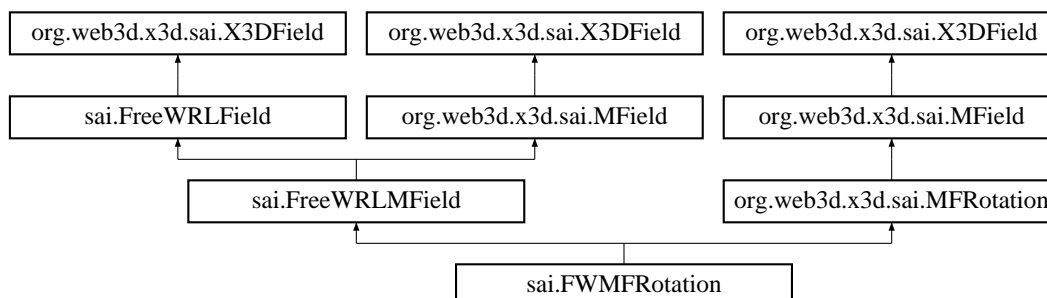 org.web3d.x3d.sai.X3DField org.web3d.x3d.sai.X3DField org.web3d.x3d.sai.X3DField
sai.FreeWRLField org.web3d.x3d.sai.MField org.web3d.x3d.sai.MField
sai.FreeWRLMField org.web3d.x3d.sai.MFRotation
sai.FWMFRotation